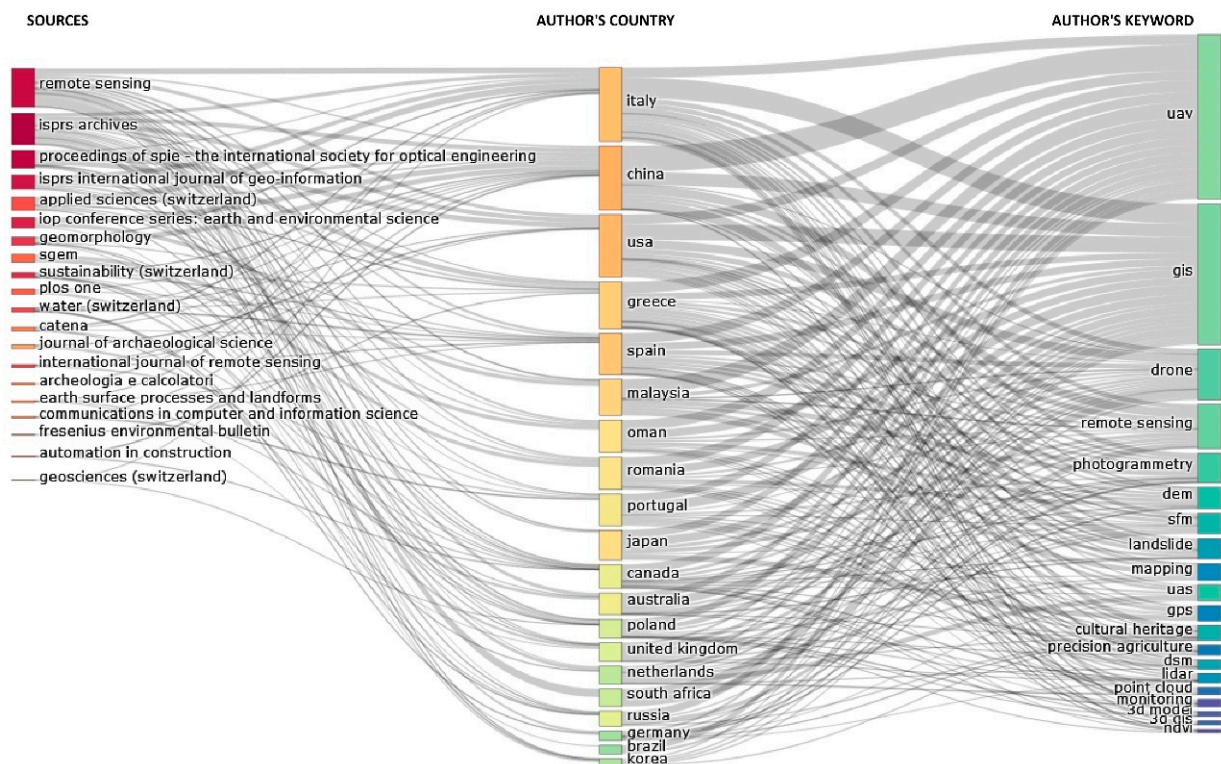 SOURCES
AUTHOR'S COUNTRY
AUTHOR'S KEYWORD
remote sensing
isprs archives
proceedings of spie - the international society for optical engineering
isprs international journal of geo-information
applied sciences (switzerland)
iop conference series: earth and environmental science
geomorphology
sgem
sustainability (switzerland)
plos one
water (switzerland)
catena
journal of archaeological science
international journal of remote sensing
archeologia e calcolatori
earth surface processes and landforms
communications in computer and information science
fresenius environmental bulletin
automation in construction
geosciences (switzerland)
italy
china
usa
greece
spain
malaysia
oman
romania
portugal
japan
canada
australia
poland
united kingdom
netherlands
south africa
russia
germany
brazil
korea
uav
gis
drone
remote sensing
photogrammetry
dem
sfm
landslide
mapping
uas
gps
cultural heritage
precision agriculture
dsm
lidar
point cloud
monitoring
3d model
3d gis
ndvi